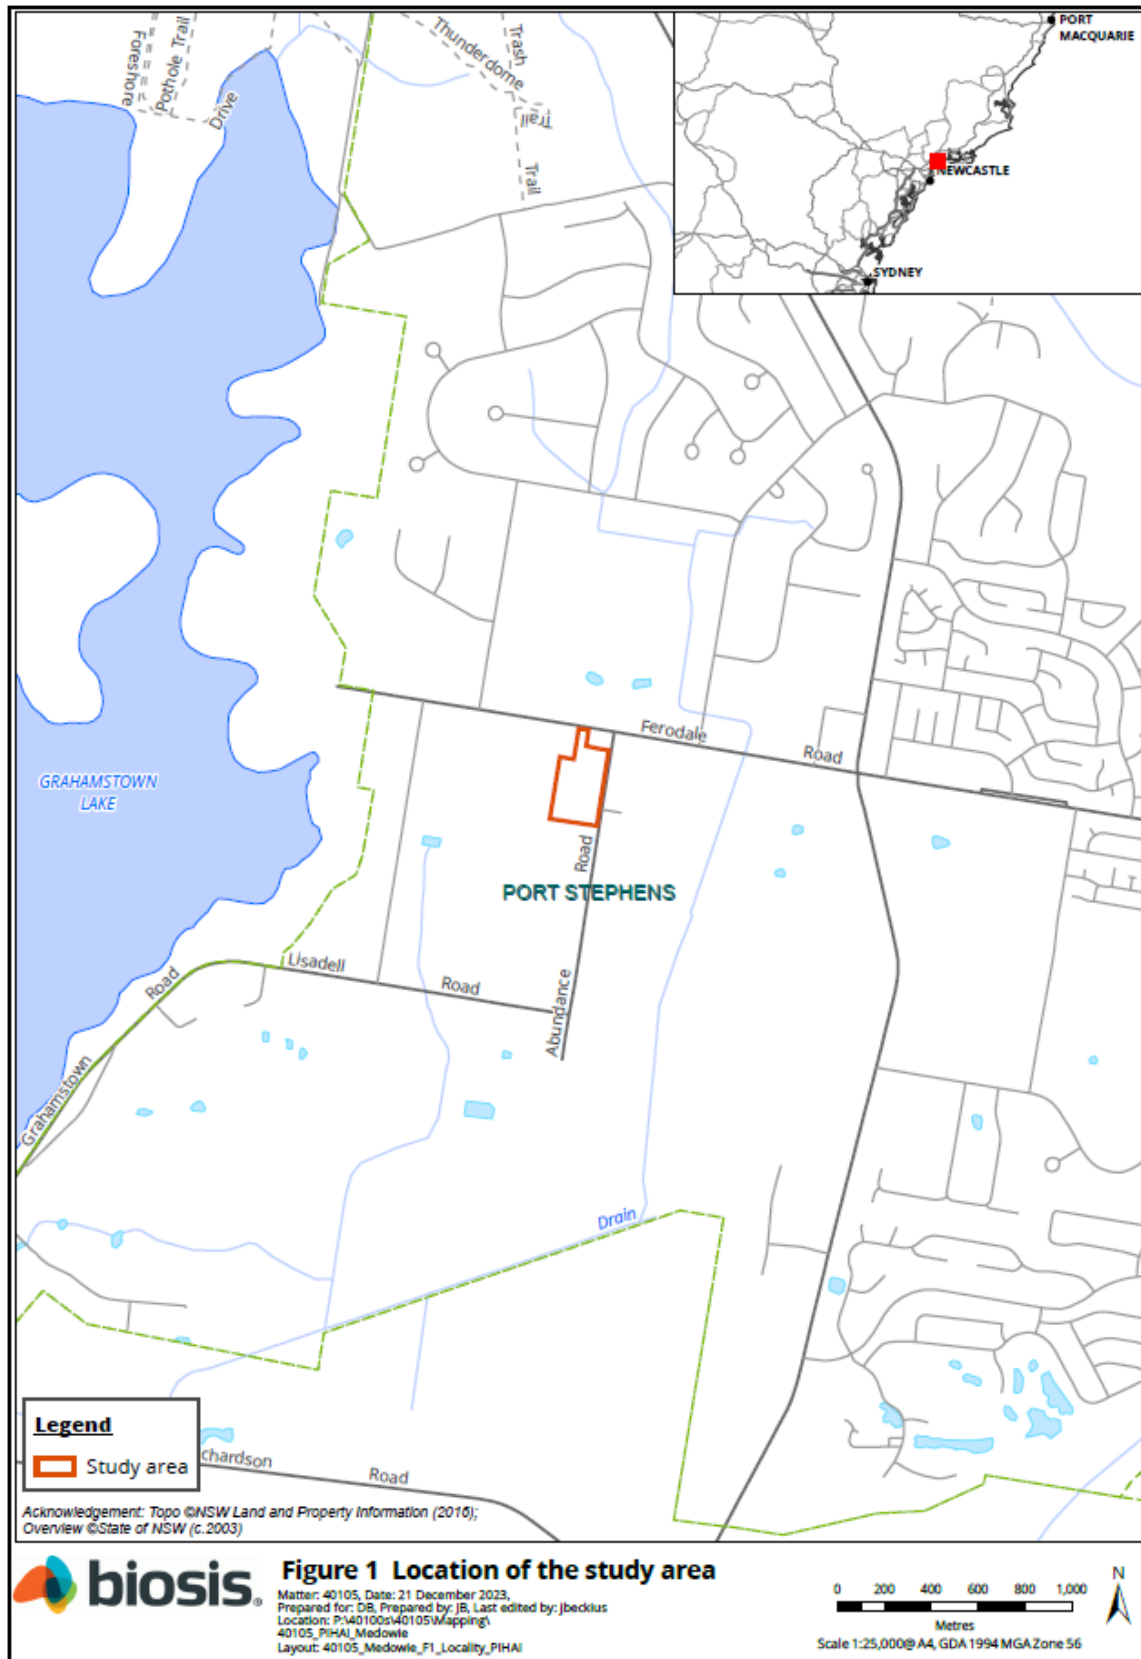 Foreshore
Pothole Trail
Drive
Thunderdome
Trail
Trash
Trail
PORT
MACQUARIE
NEWCASTLE
SYDNEY
Ferodale
Road
GRAHAMSTOWN
LAKE
Road
PORT STEPHENS
Lisadell
Road
Road
Abundance
Grahamstown
Drain
Legend
Study area
chardson
Road
Acknowledgement: Topo ©NSW Land and Property Information (2016);
Overview ©State of NSW (c.2003)
biosis.
Figure 1 Location of the study area
Matter: 40105, Date: 21 December 2023,
Prepared for: DB, Prepared by: JB, Last edited by: jbeckius
Location: P:\40100s\40105\Mapping\
40105_PIHAI_Medowie
Layout: 40105_Medowie_F1_Locality_PIHAI
0 200 400 600 800 1,000
Metres
Scale 1:25,000@ A4, GDA 1994 MGA Zone 56
N